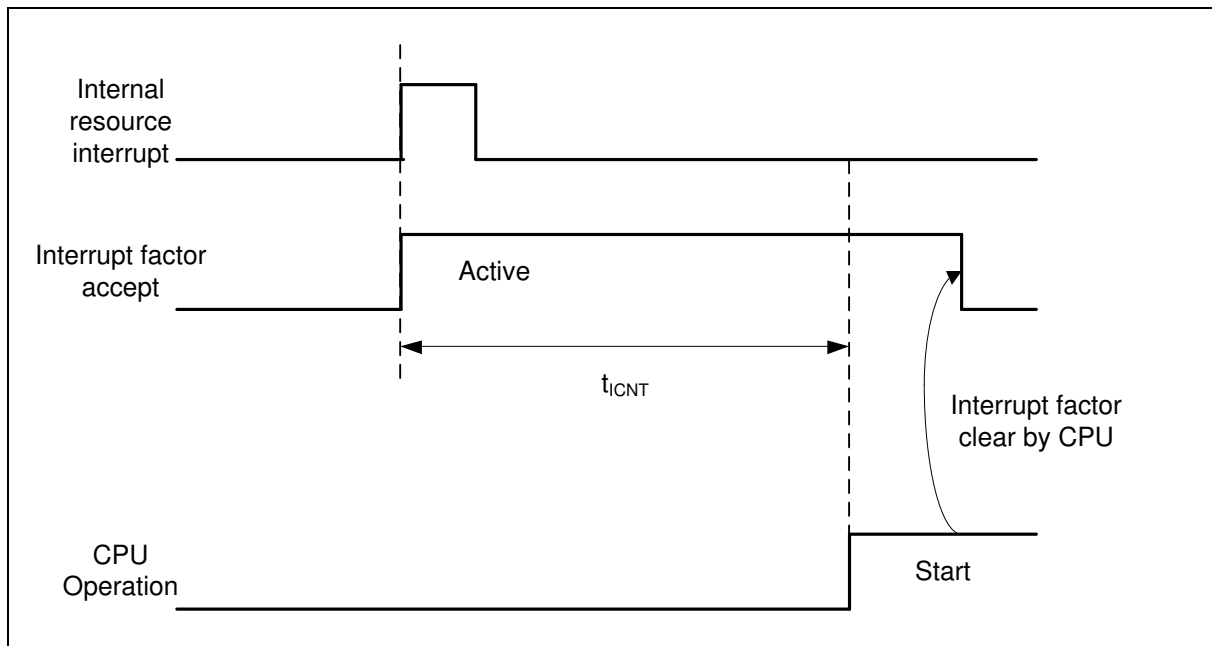 Internal
resource
interrupt
Interrupt factor
accept
Active
tICNT
Interrupt factor
clear by CPU
CPU
Operation
Start